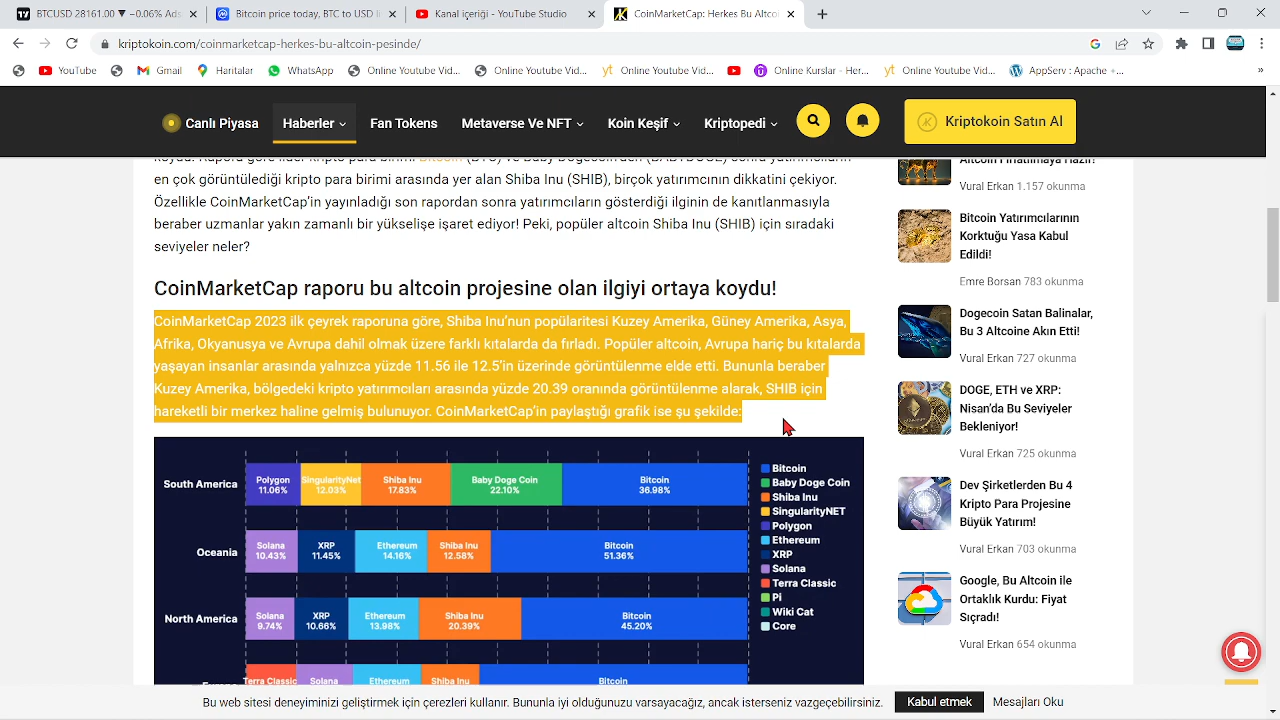 BTCUSD 28161.00 ▼ −0.06% Ads
Bitcoin price today, BTC to USD li
Kanal içeriği - YouTube Studio
CoinMarketCap: Herkes Bu Altco
kriptokoin.com/coinmarketcap-herkes-bu-altcoin-pesinde/
YouTube
Gmail
Haritalar
WhatsApp
Online Youtube Vid...
Online Youtube Vid...
Online Youtube Vid...
Online Kurslar - Her...
Online Youtube Vid...
AppServ : Apache +...
»
Canlı Piyasa
Haberler
Fan Tokens
Metaverse Ve NFT
Koin Keşif
Kriptopedi
Kriptokoin Satın Al
en çok görüntülediği kripto para birimi arasında yer alan Shiba Inu (SHIB), birçok yatırımcının dikkatini çekiyor.
Özellikle CoinMarketCap'in yayınladığı son rapordan sonra yatırımcıların gösterdiği ilginin de kanıtlanmasıyla
beraber uzmanlar yakın zamanlı bir yükselişe işaret ediyor! Peki, popüler altcoin Shiba Inu (SHIB) için sıradaki
seviyeler neler?
CoinMarketCap raporu bu altcoin projesine olan ilgiyi ortaya koydu!
CoinMarketCap 2023 ilk çeyrek raporuna göre, Shiba Inu'nun popülaritesi Kuzey Amerika, Güney Amerika, Asya,
Afrika, Okyanusya ve Avrupa dahil olmak üzere farklı kıtalarda da fırladı. Popüler altcoin, Avrupa hariç bu kıtalarda
yaşayan insanlar arasında yalnızca yüzde 11.56 ile 12.5'in üzerinde görüntülenme elde etti. Bununla beraber
Kuzey Amerika, bölgedeki kripto yatırımcıları arasında yüzde 20.39 oranında görüntülenme alarak, SHIB için
hareketli bir merkez haline gelmiş bulunuyor. CoinMarketCap'in paylaştığı grafik ise şu şekilde:
South America
Polygon
11.06%
SingularityNet
12.03%
Shiba Inu
17.83%
Baby Doge Coin
22.10%
Bitcoin
36.98%
Oceania
Solana
10.43%
XRP
11.45%
Ethereum
14.16%
Shiba Inu
12.58%
Bitcoin
51.36%
North America
Solana
9.74%
XRP
10.66%
Ethereum
13.98%
Shiba Inu
20.39%
Bitcoin
45.20%
Terra Classic
Solana
Ethereum
Shiba Inu
Bitcoin
Bitcoin
Baby Doge Coin
Shiba Inu
SingularityNET
Polygon
Ethereum
XRP
Solana
Terra Classic
Pi
Wiki Cat
Core
Altcoin Fırlatılmaya Hazır!
Vural Erkan 1.157 okunma
Bitcoin Yatırımcılarının
Korktuğu Yasa Kabul
Edildi!
Emre Borsan 783 okunma
Dogecoin Satan Balinalar,
Bu 3 Altcoine Akın Etti!
Vural Erkan 727 okunma
DOGE, ETH ve XRP:
Nisan'da Bu Seviyeler
Bekleniyor!
Vural Erkan 725 okunma
Dev Şirketlerden Bu 4
Kripto Para Projesine
Büyük Yatırım!
Vural Erkan 703 okunma
Google, Bu Altcoin ile
Ortaklık Kurdu: Fiyat
Sıçradı!
Vural Erkan 654 okunma
Bu web sitesi deneyiminizi geliştirmek için çerezleri kullanır. Bununla iyi olduğunuzu varsayacağız, ancak isterseniz vazgeçebilirsiniz.
Kabul etmek
Mesajları Oku